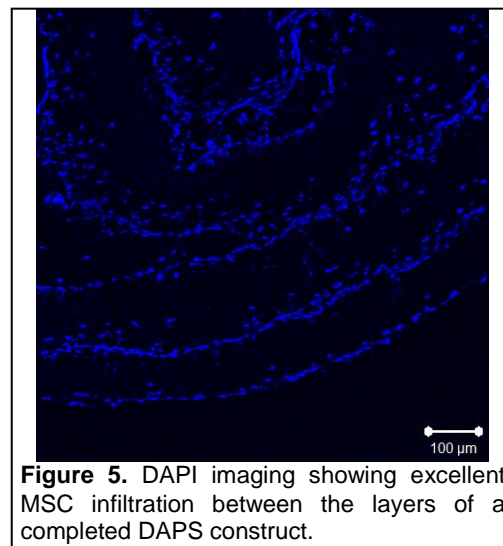 100 µm
Figure 5. DAPI imaging showing excellent
MSC infiltration between the layers of a
completed DAPS construct.